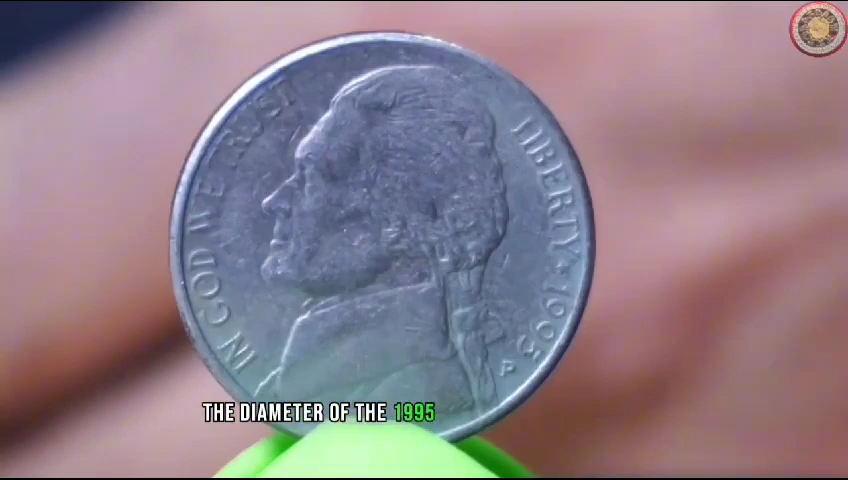 IN GOD WE TRUST
LIBERTY ★ 1995
P
THE DIAMETER OF THE 1995